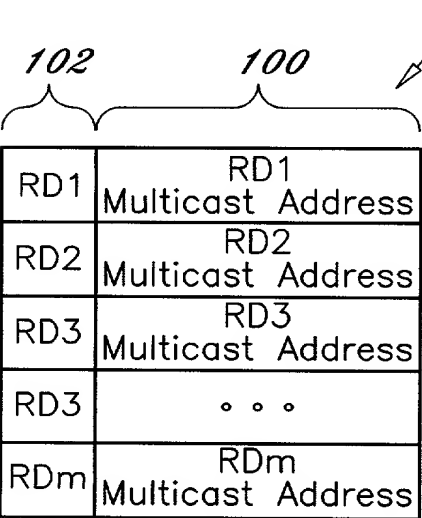 102 100
RD1 RD1
Multicast Address
RD2 RD2
Multicast Address
RD3 RD3
Multicast Address
RD3 ∘ ∘ ∘
RDm RDm
Multicast Address